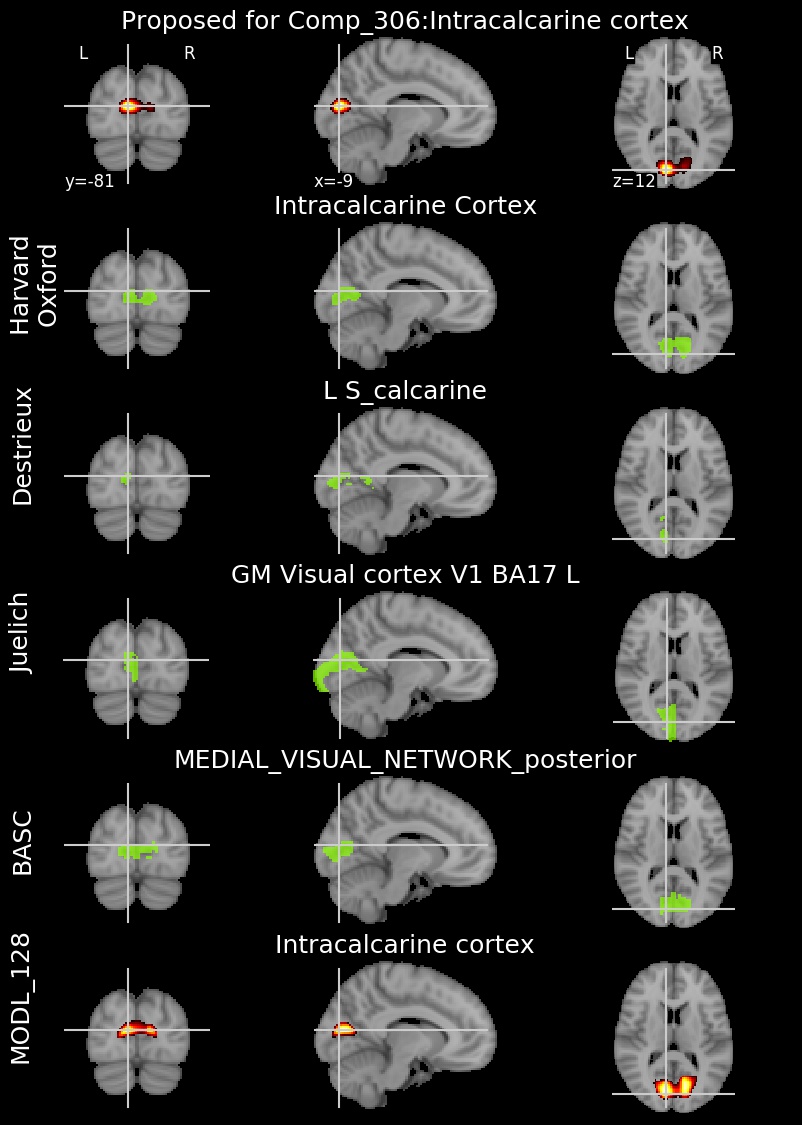 Proposed for Comp_306:Intracalcarine cortex
L R
L R
y=-81
x=-9
z=12
Intracalcarine Cortex
Harvard
Oxford
L S_calcarine
Destrieux
GM Visual cortex V1 BA17 L
Juelich
MEDIAL_VISUAL_NETWORK_posterior
BASC
Intracalcarine cortex
MODL_128